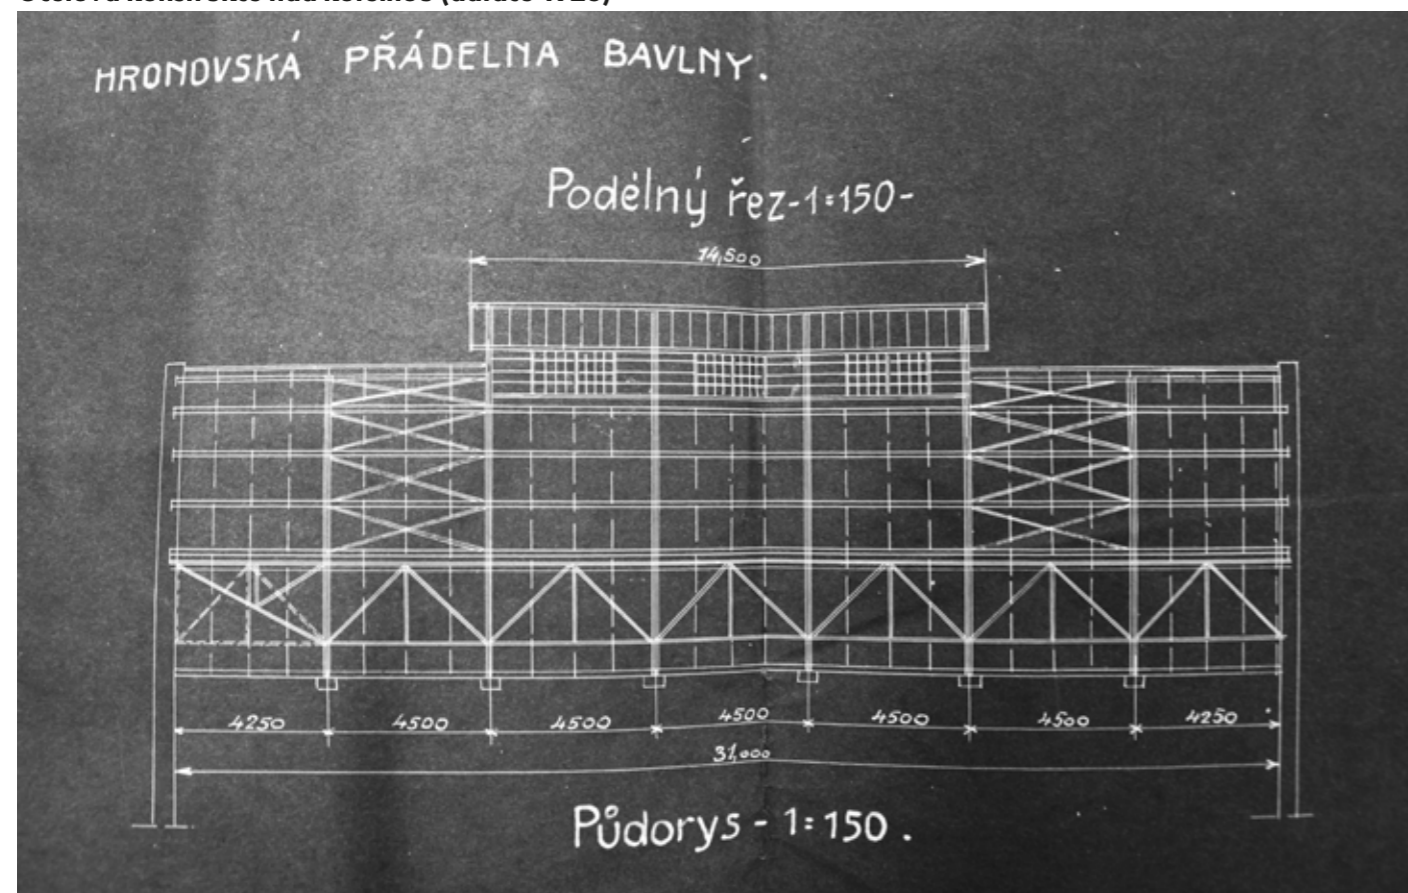 HRONOVSKÁ PŘÁDELNA BAVLNY.
Podélný řez-1=150-
14,500
4250 4500 4500 4500 4500 4500 4250
31,000
Půdorys - 1=150.